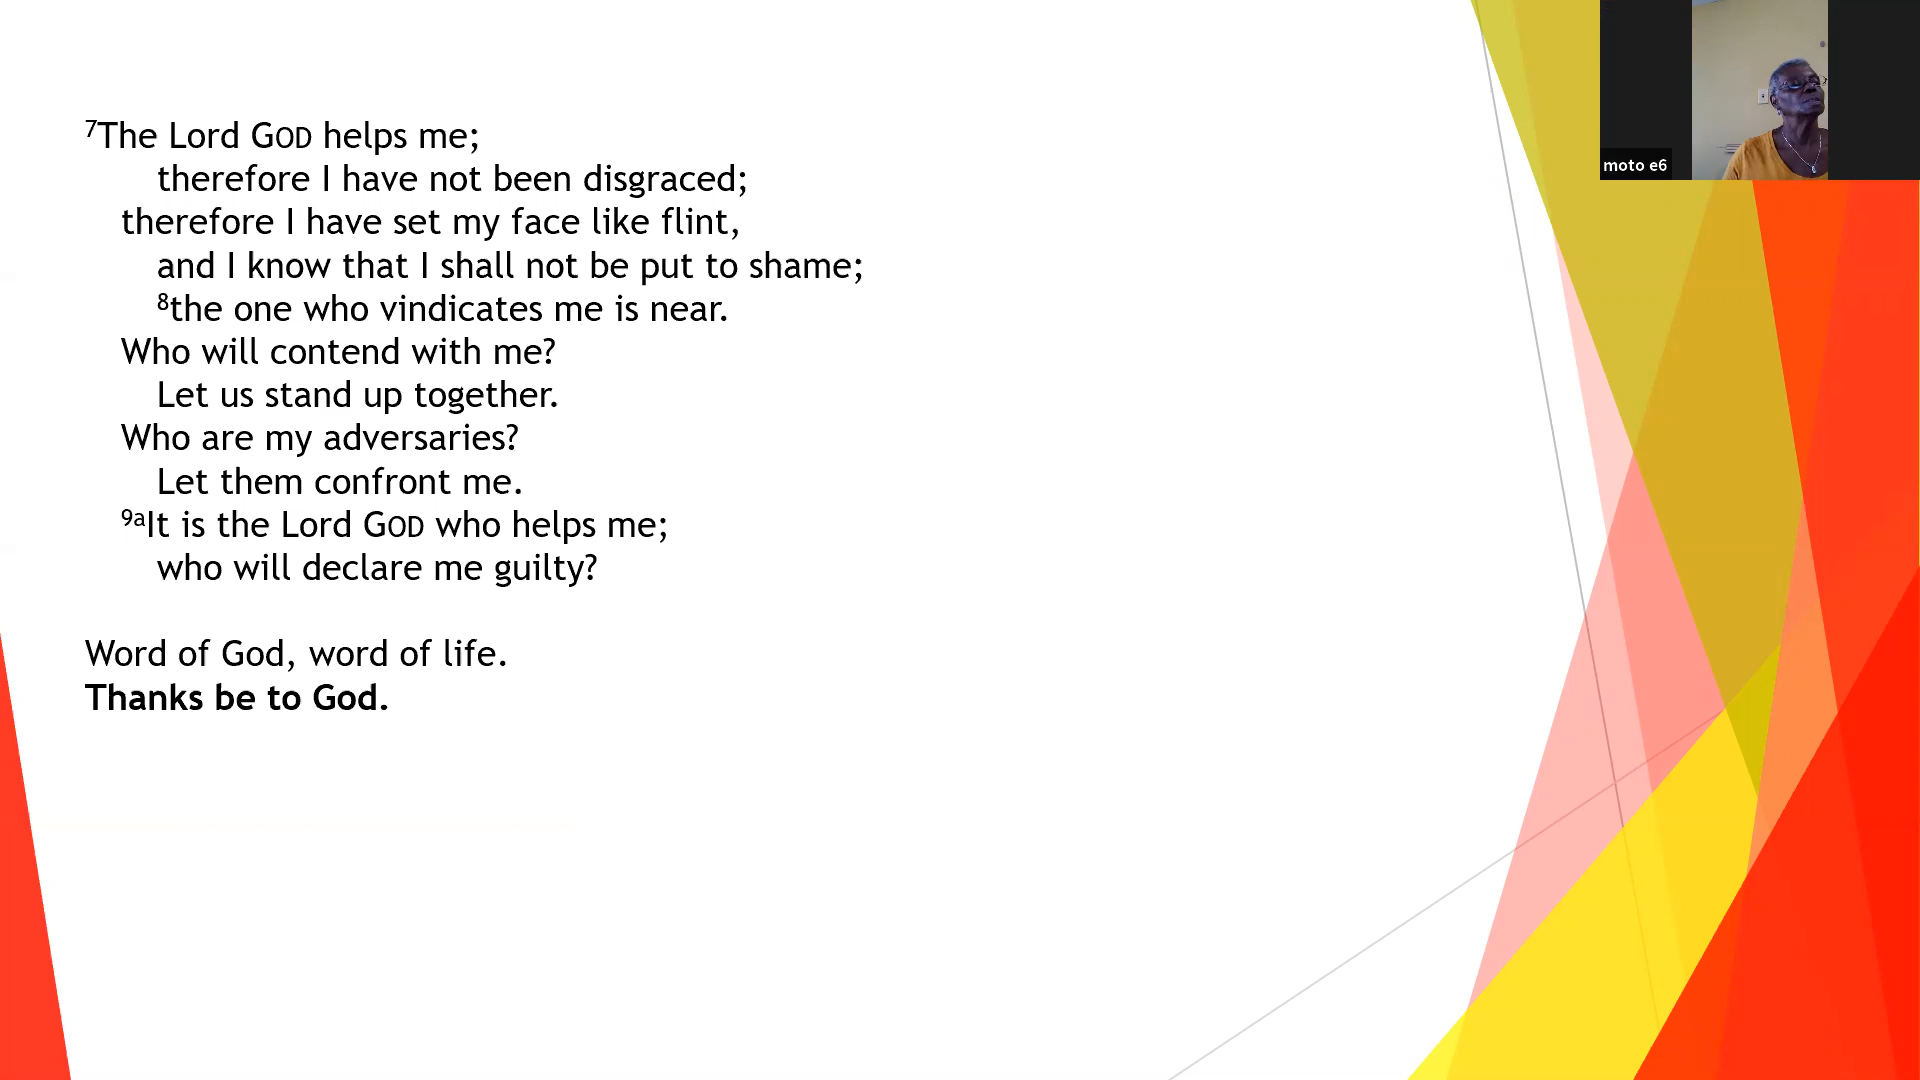 ⁷The Lord GOD helps me;
therefore I have not been disgraced;
therefore I have set my face like flint,
and I know that I shall not be put to shame;
⁸the one who vindicates me is near.
Who will contend with me?
Let us stand up together.
Who are my adversaries?
Let them confront me.
⁹ᵃIt is the Lord GOD who helps me;
who will declare me guilty?
Word of God, word of life.
Thanks be to God.
moto e6